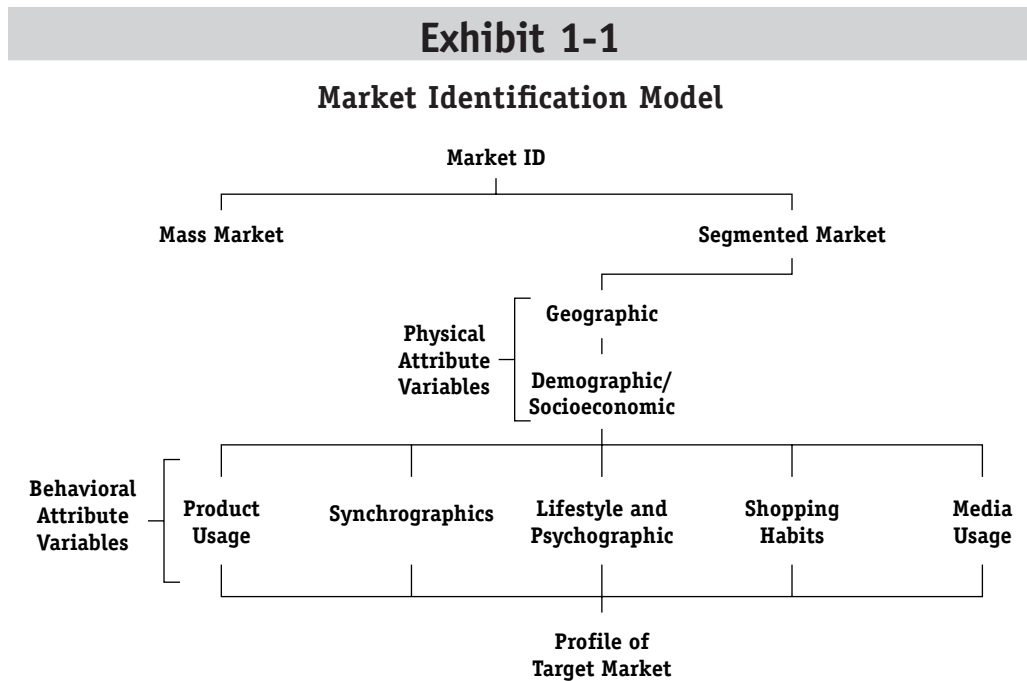 Exhibit 1-1
Market Identification Model
Market ID
Mass Market
Segmented Market
Geographic
Physical
Attribute
Variables
Demographic/
Socioeconomic
Behavioral
Attribute
Variables
Product
Usage
Synchrographics
Lifestyle and
Psychographic
Shopping
Habits
Media
Usage
Profile of
Target Market